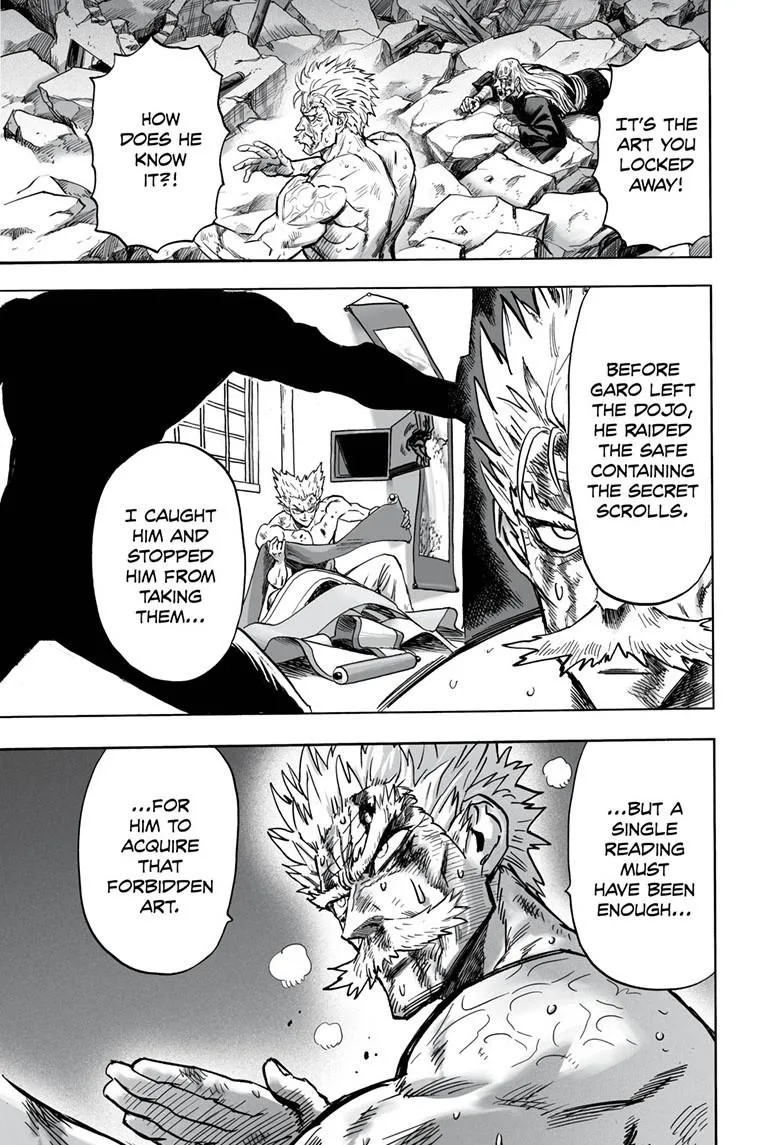 IT'S THE
ART YOU
LOCKED
AWAY!
HOW
DOES HE
KNOW
IT?!
BEFORE
GARO LEFT
THE DOJO,
HE RAIDED
THE SAFE
CONTAINING
THE SECRET
SCROLLS.
I CAUGHT
HIM AND
STOPPED
HIM FROM
TAKING
THEM...
...BUT A
SINGLE
READING
MUST
HAVE BEEN
ENOUGH...
...FOR
HIM TO
ACQUIRE
THAT
FORBIDDEN
ART.